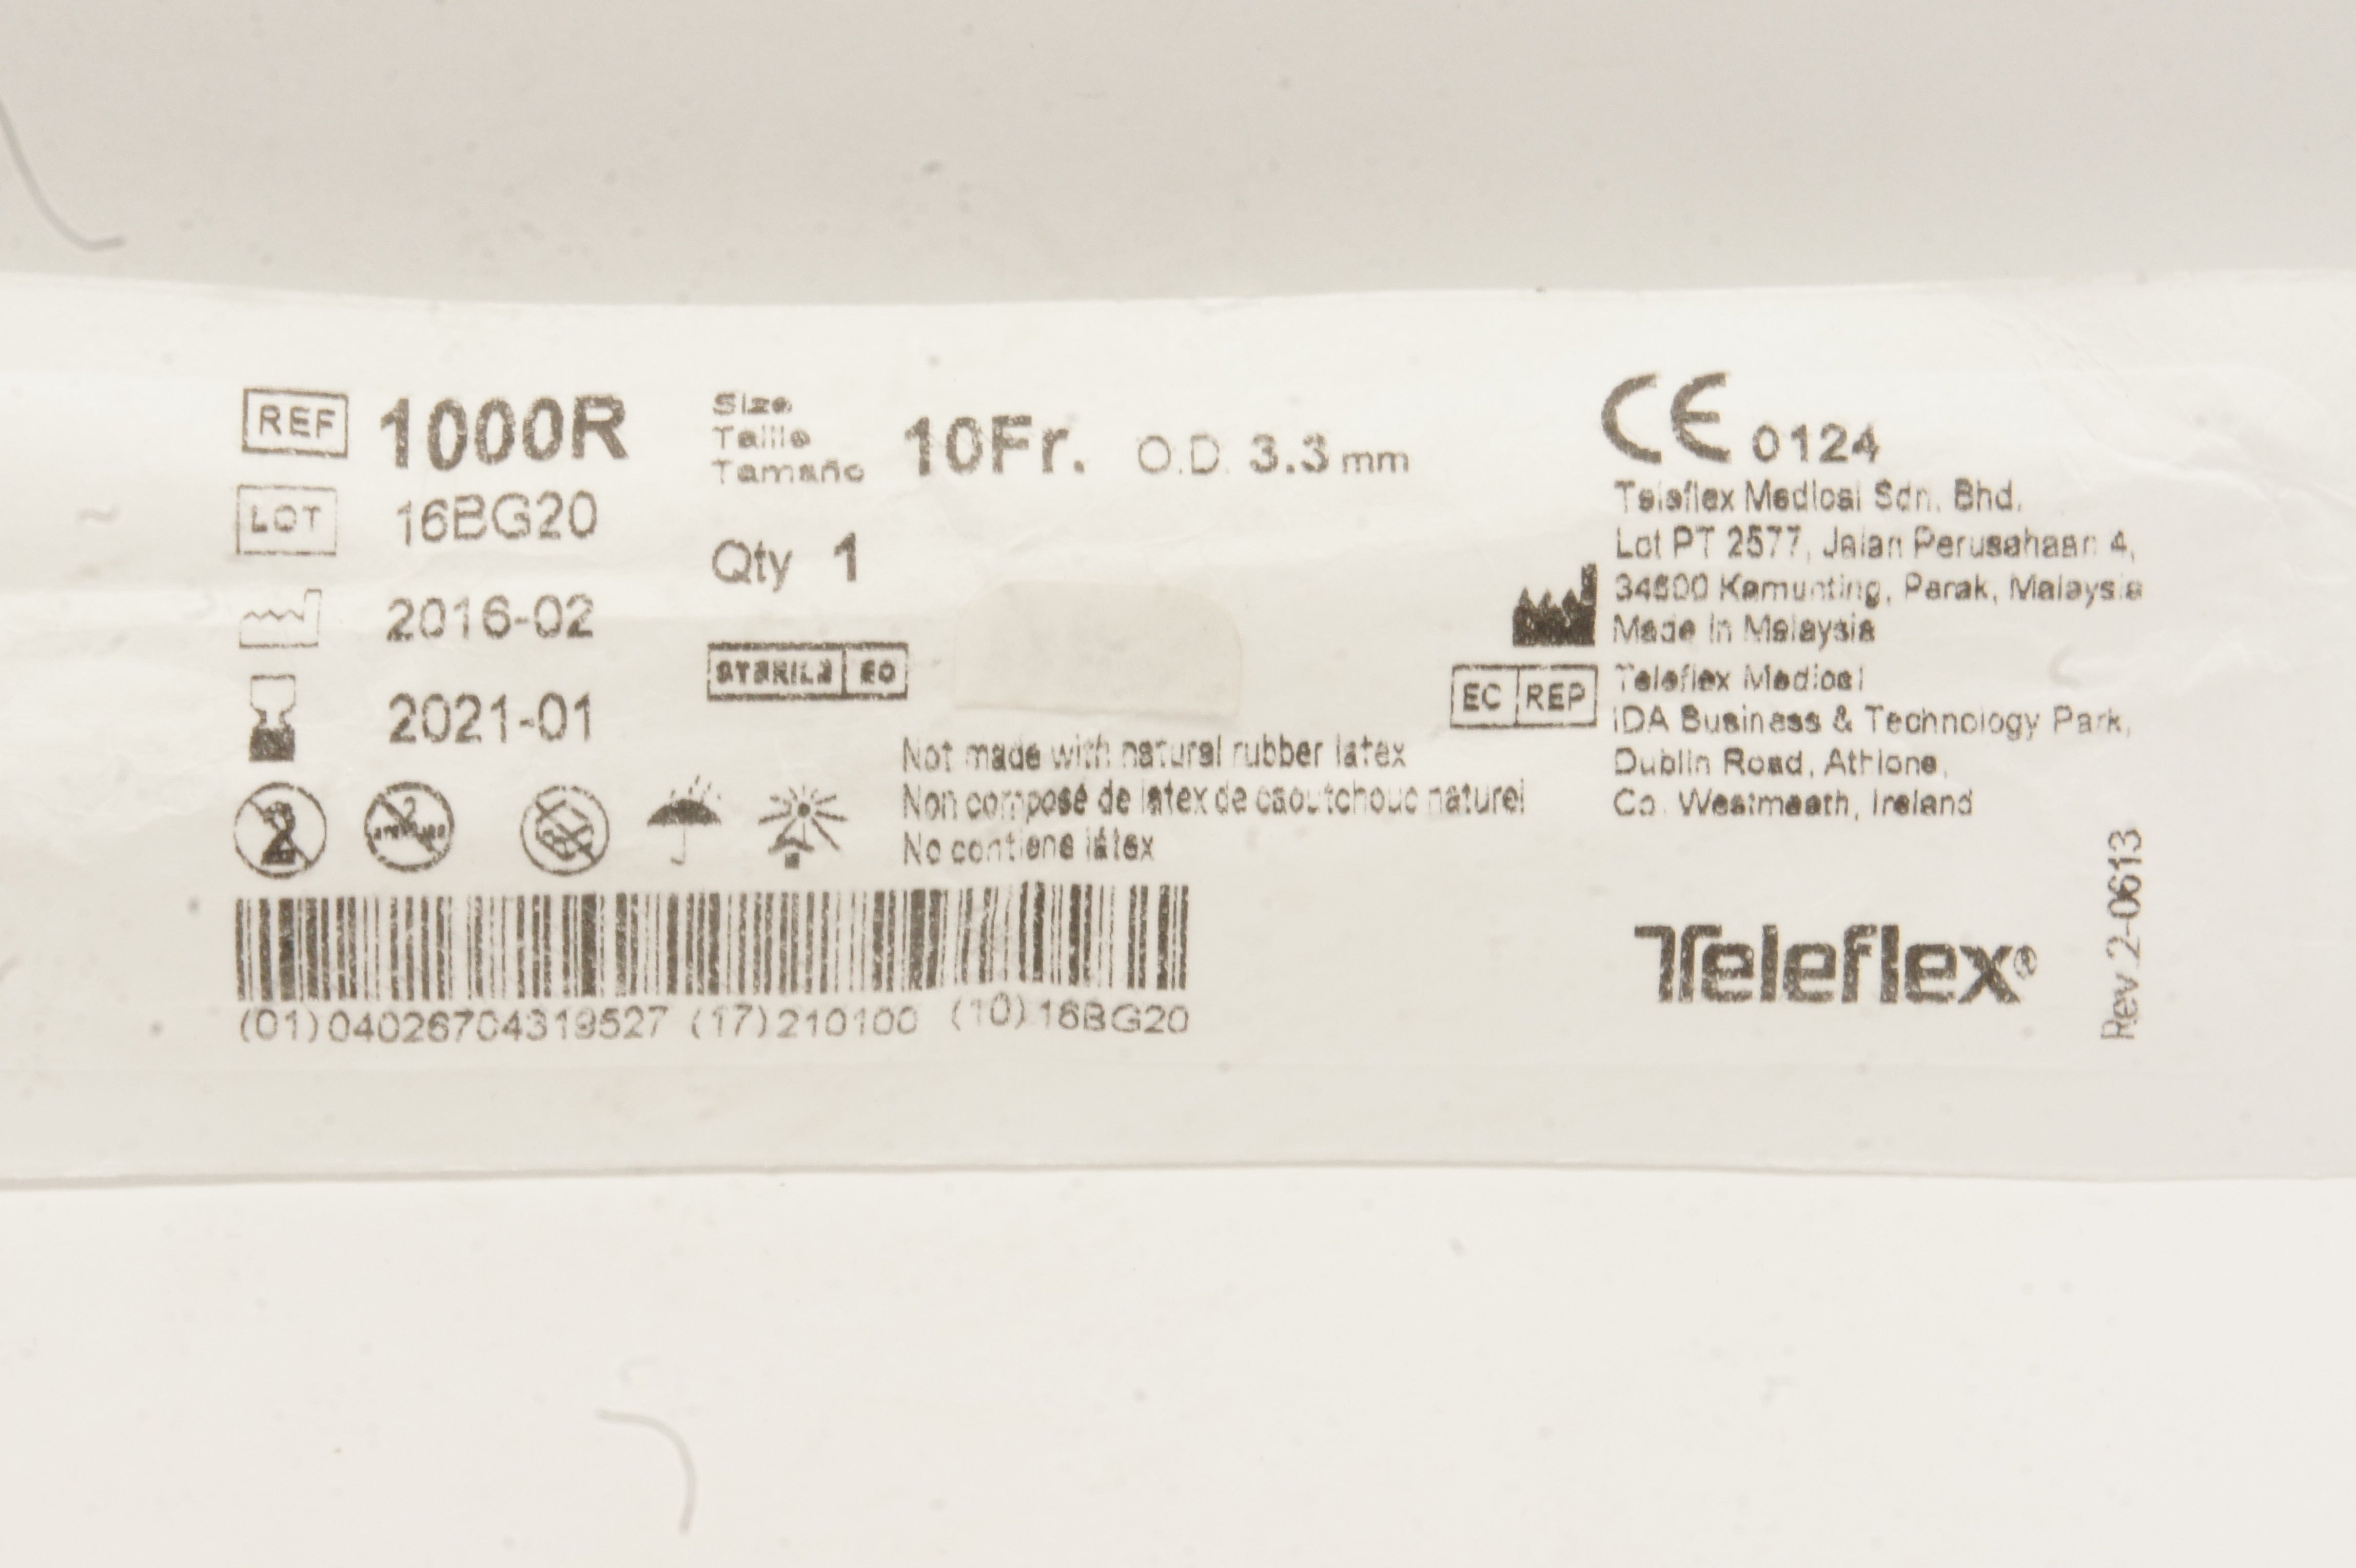 REF 1000R
Size
Taille
Tamaño
10Fr. O.D. 3.3 mm
LOT 16BG20
Qty 1
2016-02
STERILE EO
2021-01
Not made with natural rubber latex
Non composé de latex de caoutchouc naturel
No contiene látex
(01)04026704319527 (17)210100 (10)16BG20
CE 0124
Teleflex Medical Sdn. Bhd.
Lot PT 2577, Jalan Perusahaan 4,
34600 Kamunting, Perak, Malaysia
Made in Malaysia
EC REP
Teleflex Medical
IDA Business & Technology Park,
Dublin Road, Athlone,
Co. Westmeath, Ireland
Teleflex®
Rev.2-0613